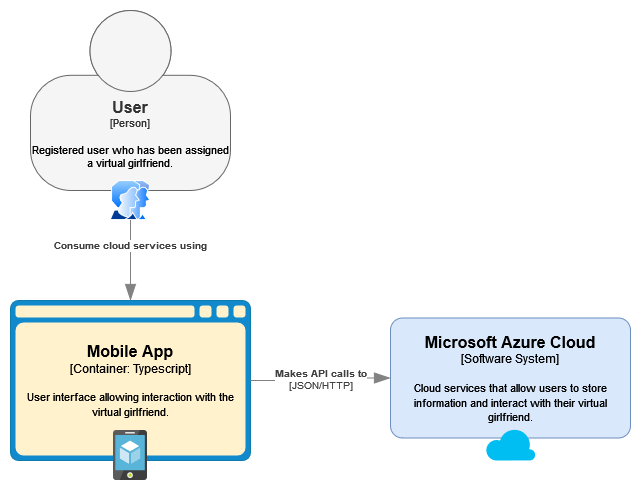 User
[Person]
Registered user who has been assigned
a virtual girlfriend.
Consume cloud services using
Mobile App
[Container: Typescript]
User interface allowing interaction with the
virtual girlfriend.
Makes API calls to
[JSON/HTTP]
Microsoft Azure Cloud
[Software System]
Cloud services that allow users to store
information and interact with their virtual
girlfriend.